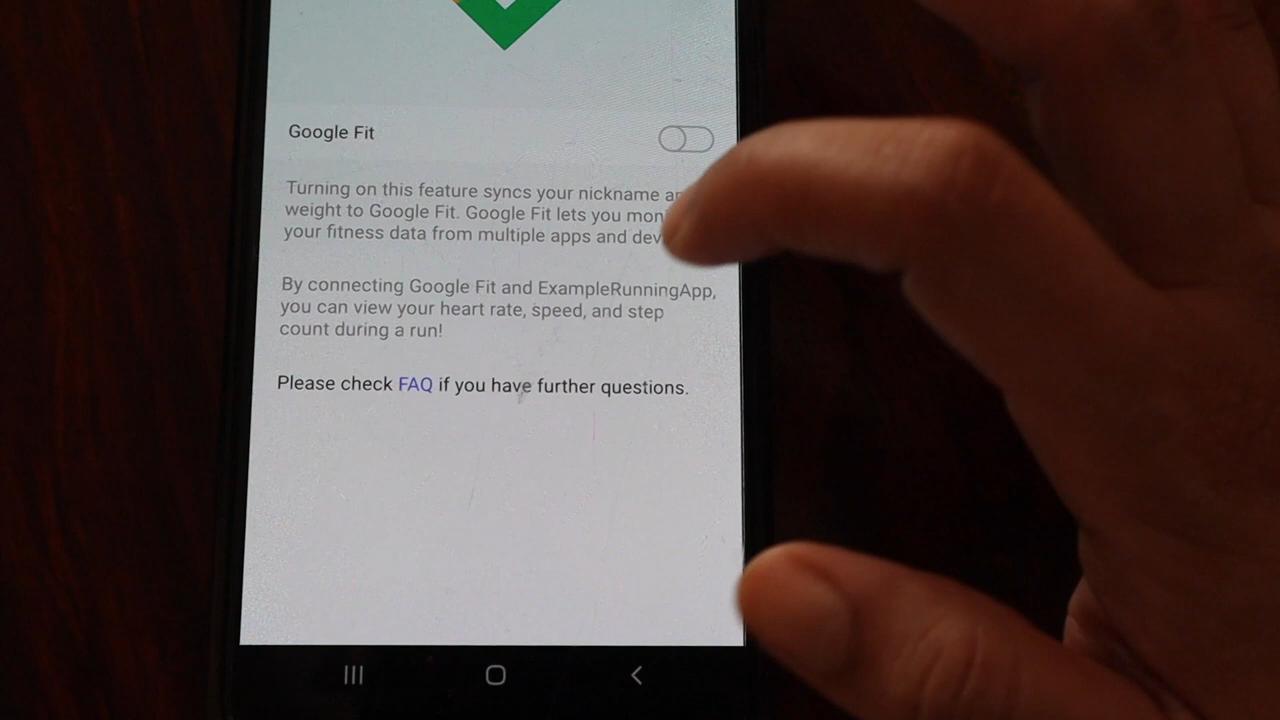 Google Fit
Turning on this feature syncs your nickname
weight to Google Fit. Google Fit lets you
your fitness data from multiple apps and
By connecting Google Fit and ExampleRunningApp,
you can view your heart rate, speed, and step
count during a run!
Please check FAQ if you have further questions.